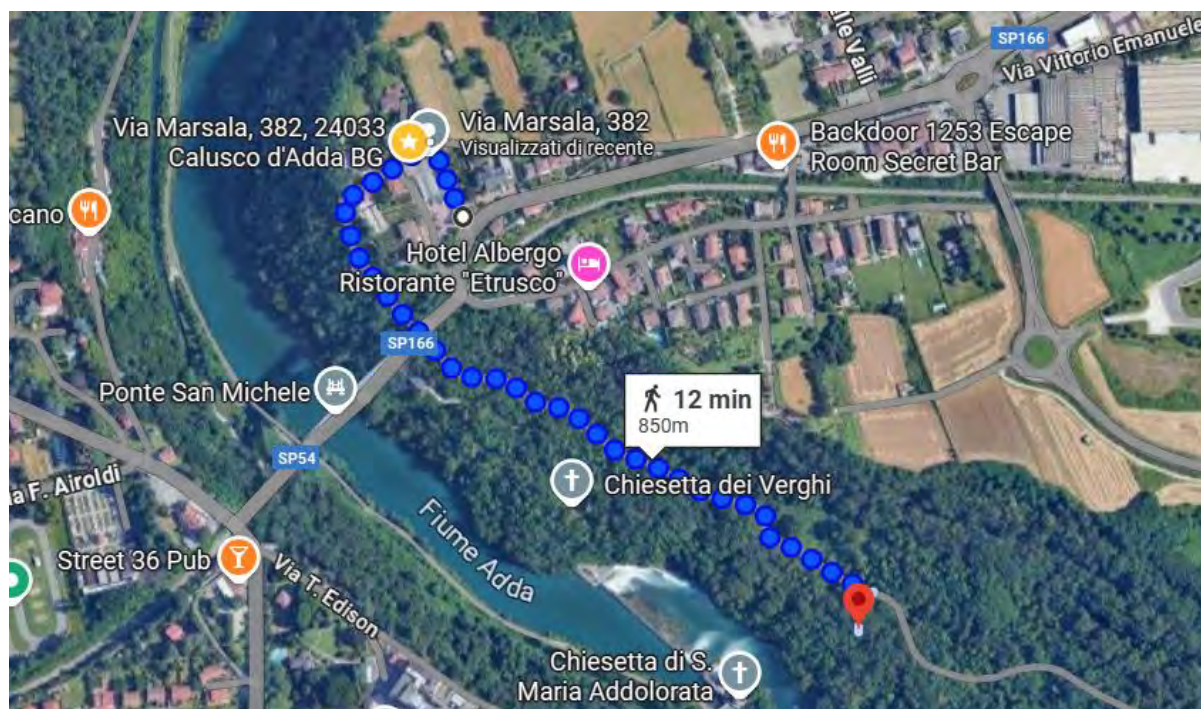 SP166
Via Vittorio Emanuele
Valli
Via Marsala, 382, 24033
Calusco d'Adda BG
Via Marsala, 382
Visualizzati di recente
Backdoor 1253 Escape
Room Secret Bar
cano
Hotel Albergo
Ristorante "Etrusco"
SP166
Ponte San Michele
12 min
850m
SP54
a F. Airoldi
Chiesetta dei Verghi
Fiume Adda
Street 36 Pub
Via T. Edison
Chiesetta di S.
Maria Addolorata